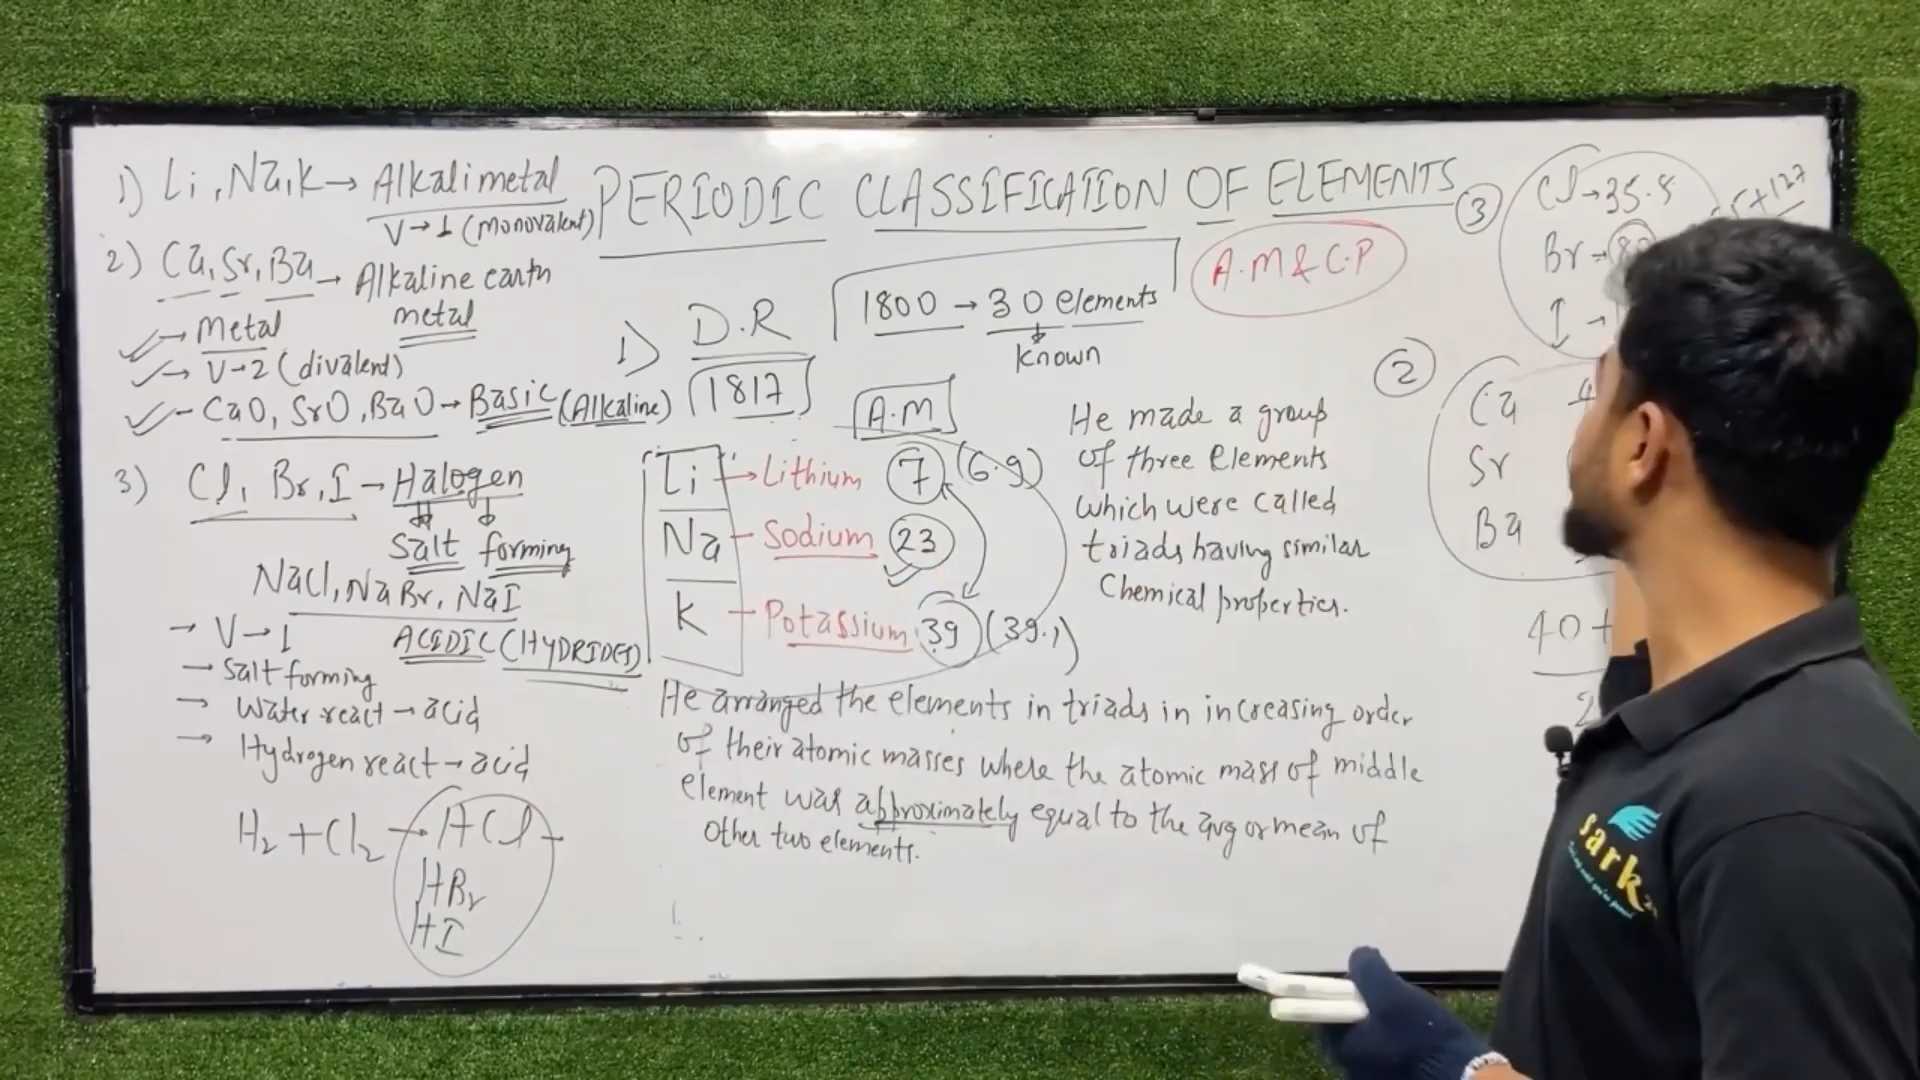 PERIODIC CLASSIFICATION OF ELEMENTS
1) Li, Na, K → Alkali metal
V→1 (Monovalent)
2) Ca, Sr, Ba → Alkaline earth
metal
→ Metal
→ V→2 (divalent)
- CaO, SrO, BaO → Basic (Alkaline)
3) Cl, Br, I → Halogen
Salt forming
NaCl, NaBr, NaI
→ V→1
ACIDIC (HYDRIDES)
→ Salt forming
→ Water react → acid
→ Hydrogen react → acid
H2 + Cl2 → HCl
HBr
HI
1) D.R
1817
1800 → 30 elements
Known
A.M & C.P
A.M
Li → Lithium 7 (6.9)
Na - Sodium 23
K - Potassium 39 (39.1)
He made a group
of three elements
which were called
triads having similar
Chemical properties.
He arranged the elements in triads in increasing order
of their atomic masses where the atomic mass of middle
element was approximately equal to the avg or mean of
Other two elements.
3 Cl → 35.5
+127
Br → 80
I →
2
Ca
Sr
Ba
40+
2
sark